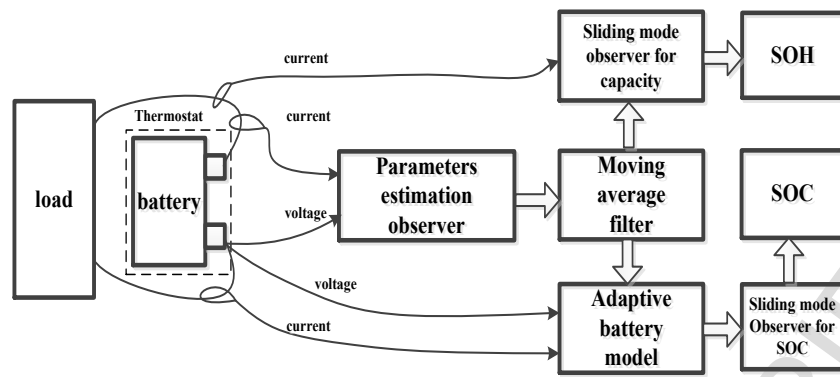 current
Sliding mode
observer for
capacity
SOH
Thermostat
current
load
battery
voltage
Parameters
estimation
observer
Moving
average
filter
SOC
voltage
current
Adaptive
battery
model
Sliding mode
Observer for
SOC